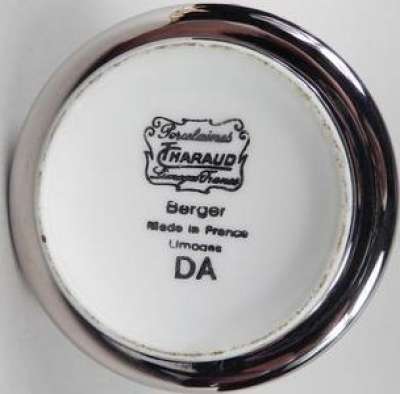 Porcelaines
THARAUD
Limoges France
Berger
Made in France
Limoges
DA